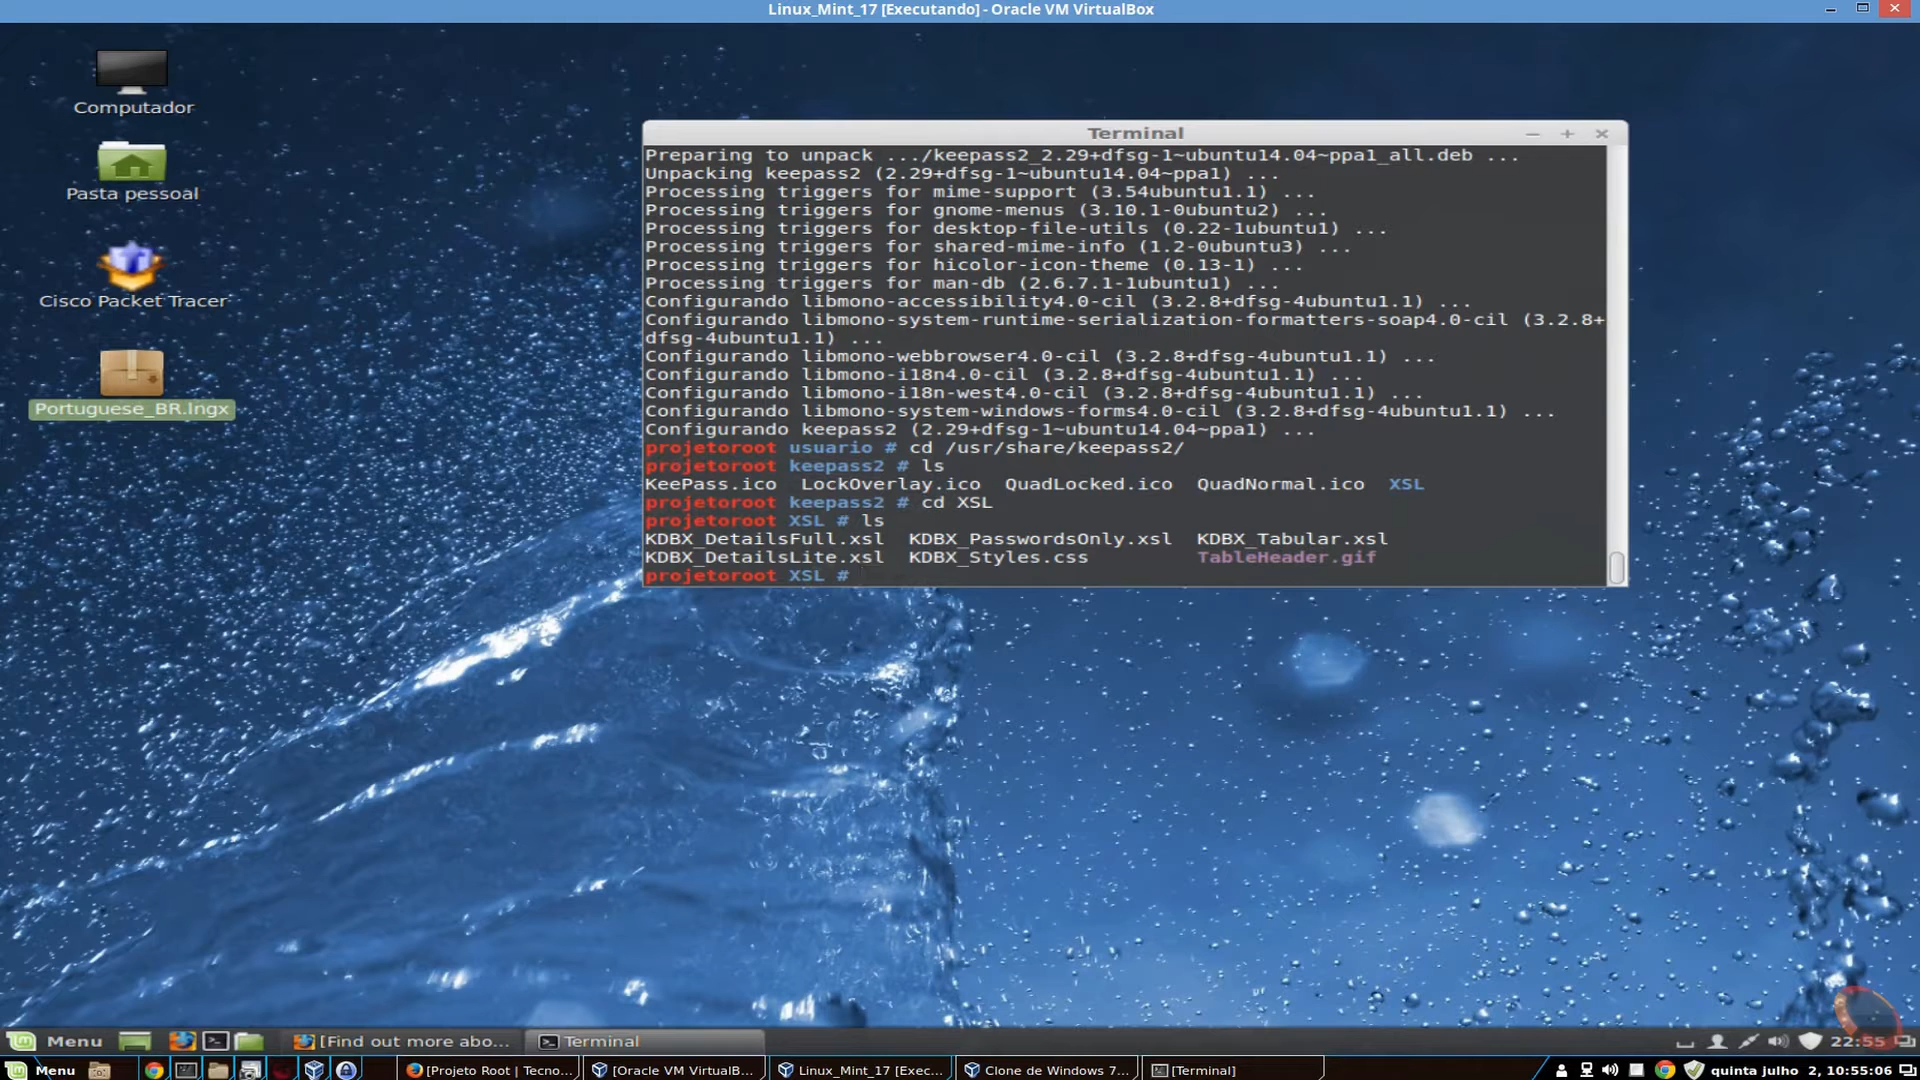 Linux_Mint_17 [Executando] - Oracle VM VirtualBox
Computador
Pasta pessoal
Cisco Packet Tracer
Portuguese_BR.lngx
Terminal
Preparing to unpack .../keepass2_2.29+dfsg-1~ubuntu14.04~ppa1_all.deb ...
Unpacking keepass2 (2.29+dfsg-1~ubuntu14.04~ppa1) ...
Processing triggers for mime-support (3.54ubuntu1.1) ...
Processing triggers for gnome-menus (3.10.1-0ubuntu2) ...
Processing triggers for desktop-file-utils (0.22-1ubuntu1) ...
Processing triggers for shared-mime-info (1.2-0ubuntu3) ...
Processing triggers for hicolor-icon-theme (0.13-1) ...
Processing triggers for man-db (2.6.7.1-1ubuntu1) ...
Configurando libmono-accessibility4.0-cil (3.2.8+dfsg-4ubuntu1.1) ...
Configurando libmono-system-runtime-serialization-formatters-soap4.0-cil (3.2.8+
dfsg-4ubuntu1.1) ...
Configurando libmono-webbrowser4.0-cil (3.2.8+dfsg-4ubuntu1.1) ...
Configurando libmono-i18n4.0-cil (3.2.8+dfsg-4ubuntu1.1) ...
Configurando libmono-i18n-west4.0-cil (3.2.8+dfsg-4ubuntu1.1) ...
Configurando libmono-system-windows-forms4.0-cil (3.2.8+dfsg-4ubuntu1.1) ...
Configurando keepass2 (2.29+dfsg-1~ubuntu14.04~ppa1) ...
projetoroot usuario # cd /usr/share/keepass2/
projetoroot keepass2 # ls
KeePass.ico LockOverlay.ico QuadLocked.ico QuadNormal.ico XSL
projetoroot keepass2 # cd XSL
projetoroot XSL # ls
KDBX_DetailsFull.xsl KDBX_PasswordsOnly.xsl KDBX_Tabular.xsl
KDBX_DetailsLite.xsl KDBX_Styles.css TableHeader.gif
projetoroot XSL #
Menu [Find out more abo... Terminal 22:55
Menu [Projeto Root | Tecno... [Oracle VM VirtualB... Linux_Mint_17 [Exec... Clone de Windows 7... [Terminal] quinta julho 2, 10:55:06